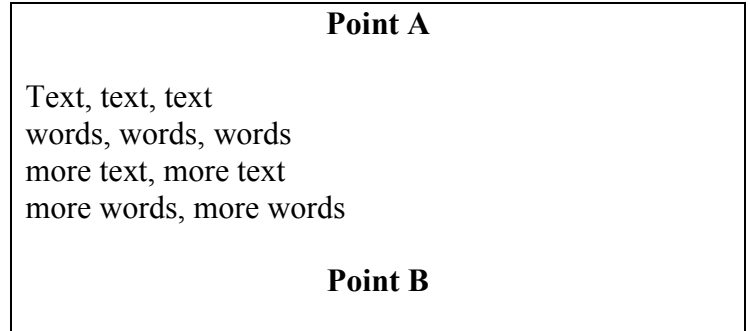 Point A
Text, text, text
words, words, words
more text, more text
more words, more words
Point B